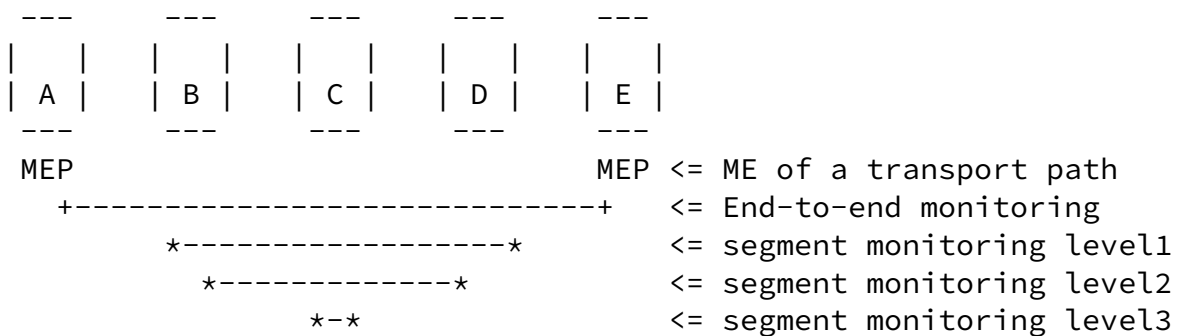 ---     ---     ---     ---     ---
|   |   |   |   |   |   |   |   |   |
| A |   | B |   | C |   | D |   | E |
---     ---     ---     ---     ---
MEP                             MEP <= ME of a transport path
+-----------------------------+   <= End-to-end monitoring
*------------------*        <= segment monitoring level1
*-------------*           <= segment monitoring level2
*-*                 <= segment monitoring level3